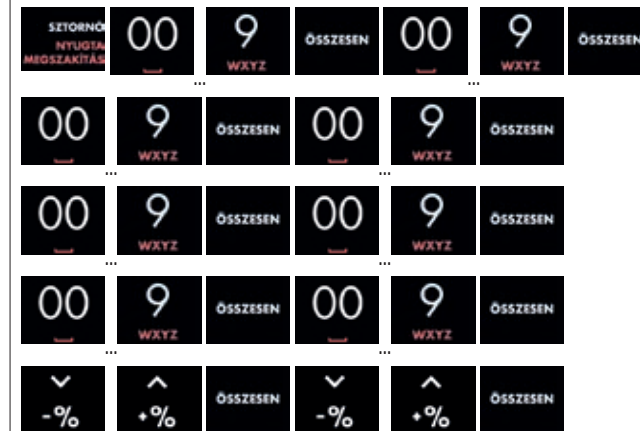 SZTORNÓ NYUGTA MEGSZAKÍTÁS 00 9 WXYZ ÖSSZESEN 00 9 WXYZ ÖSSZESEN
... ...
00 9 WXYZ ÖSSZESEN 00 9 WXYZ ÖSSZESEN
... ...
00 9 WXYZ ÖSSZESEN 00 9 WXYZ ÖSSZESEN
... ...
00 9 WXYZ ÖSSZESEN 00 9 WXYZ ÖSSZESEN
... ...
-% +% ÖSSZESEN -% +% ÖSSZESEN